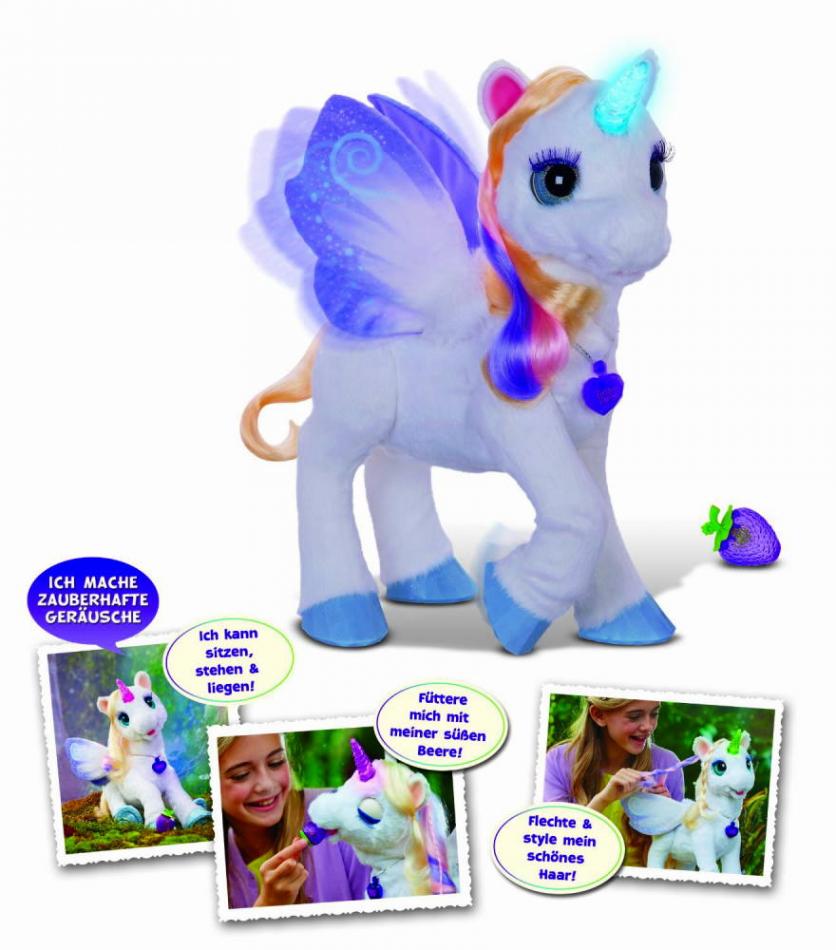 ICH MACHE
ZAUBERHAFTE
GERÄUSCHE
Ich kann
sitzen,
stehen &
liegen!
Füttere
mich mit
meiner süßen
Beere!
Flechte &
style mein
schönes
Haar!